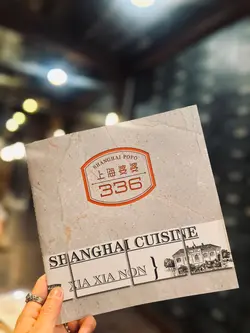 SHANGHAI POPO
上海婆婆
336
SHANGHAI CUISINE
XIA XIA NON }